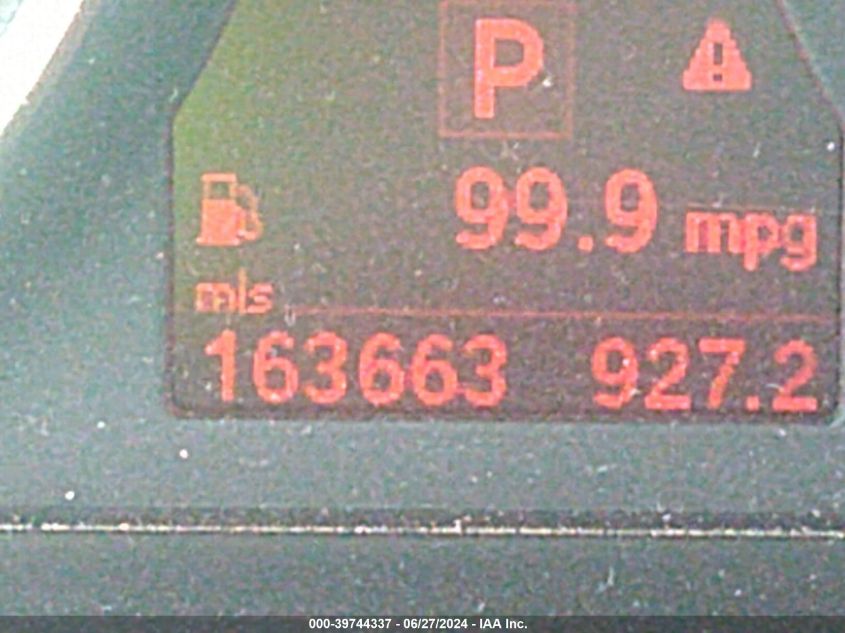 P
99.9 mpg
mls
163663 927.2
000-39744337 - 06/27/2024 - IAA Inc.